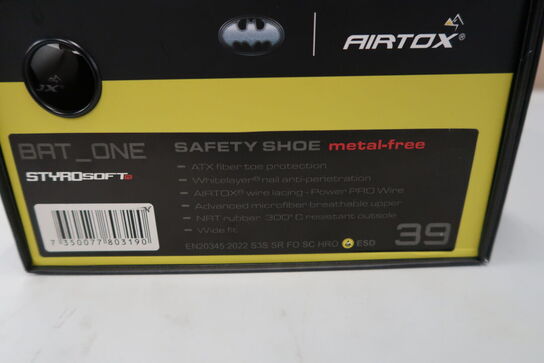 AIRTOX®
OX®
BAT_ONE
SAFETY SHOE metal-free
STYROSOFT
- ATX fiber toe protection
- Whitelayer® nail anti-penetration
- AIRTOX® wire lacing - Power PRO Wire
- Advanced microfiber breathable upper
- NRT rubber 300° C resistant outsole
- Wide fit
7 350077 803190
EN20345:2022 S3S SR FO SC HRO ESD
39